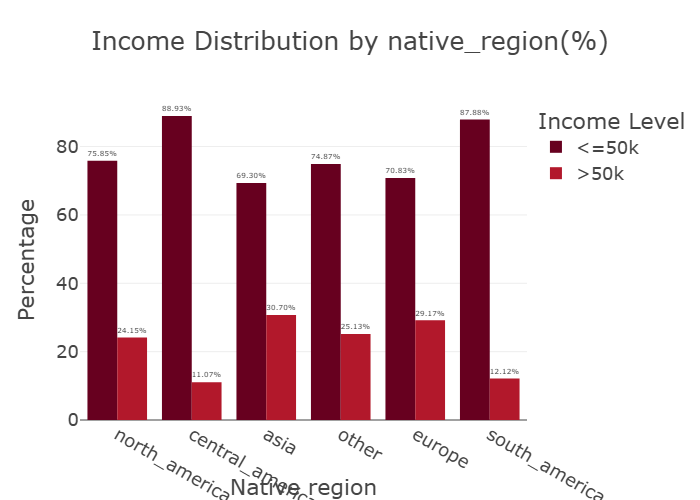 Income Distribution by native_region(%)
Income Level
<=50k
>50k
Percentage
80
60
40
20
0
75.85%
24.15%
88.93%
11.07%
69.30%
30.70%
74.87%
25.13%
70.83%
29.17%
87.88%
12.12%
north_america
central_america
asia
other
europe
south_america
Native region